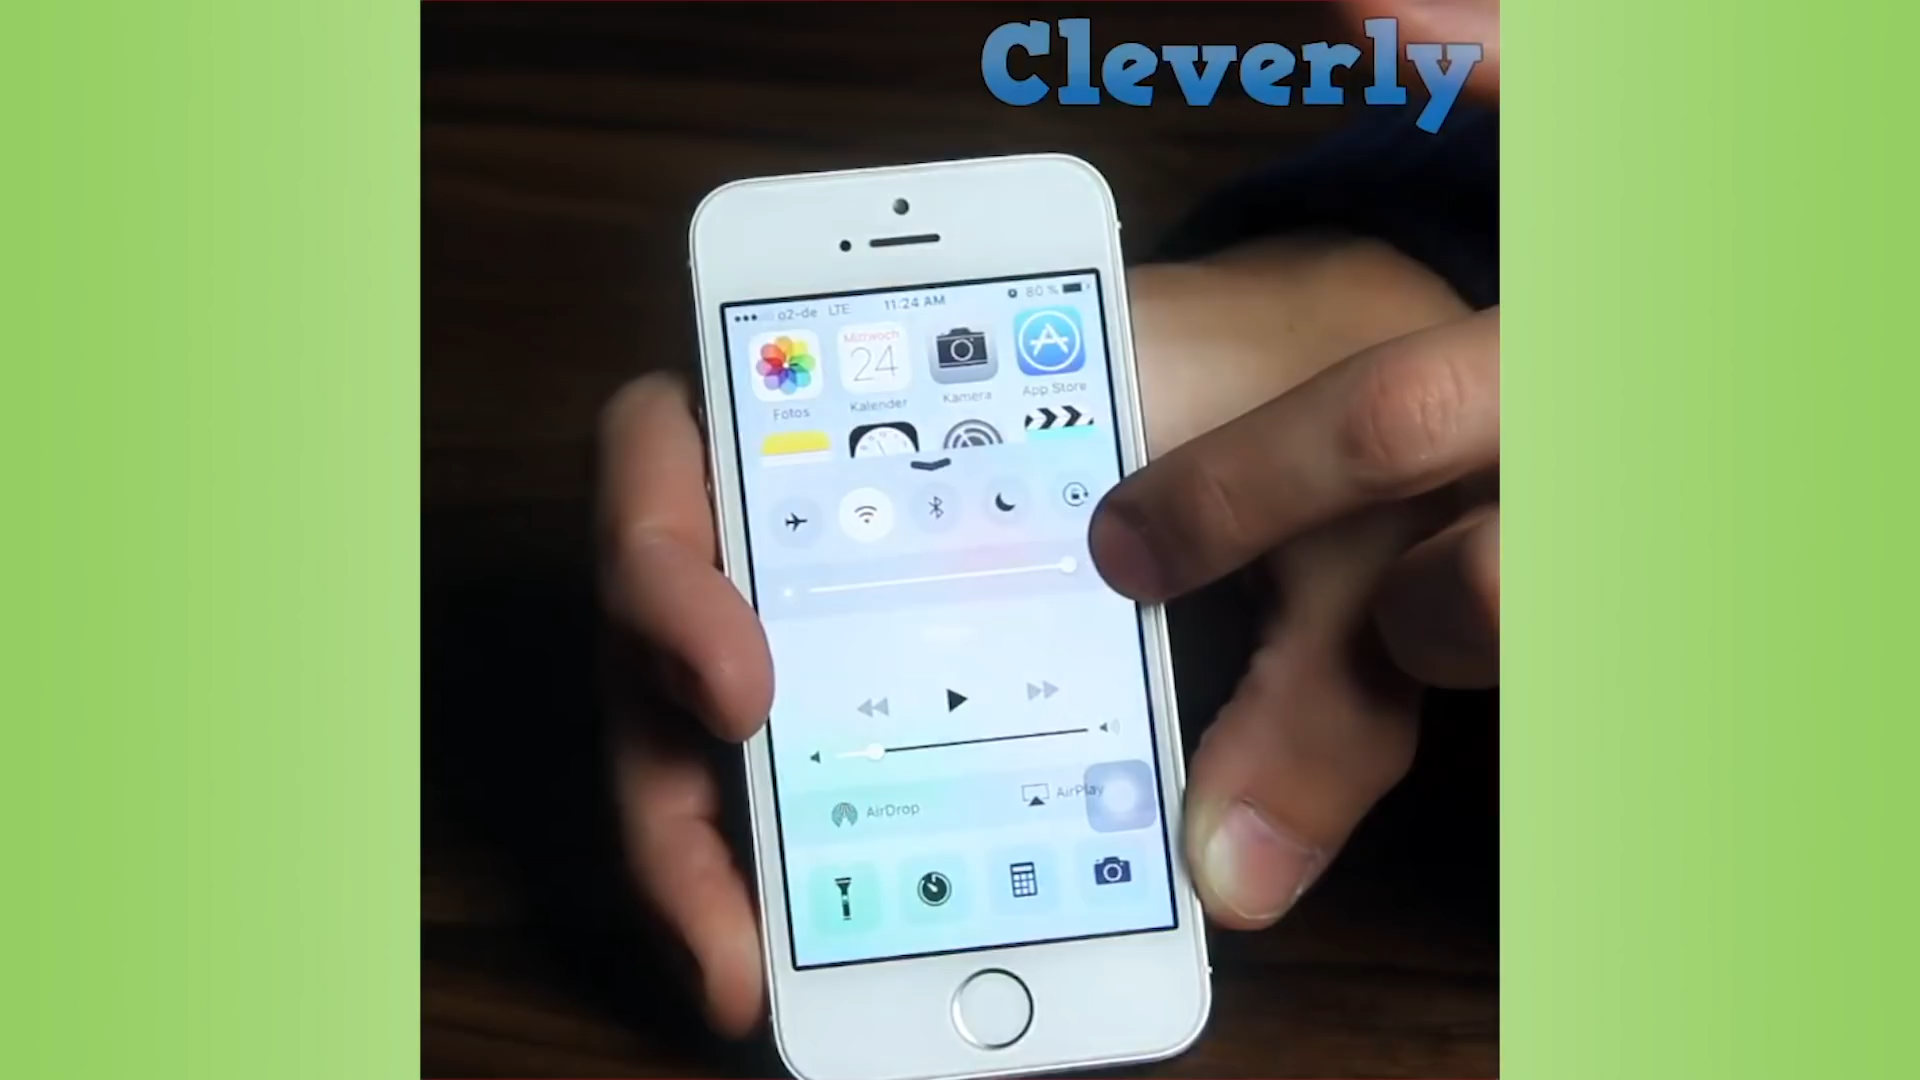 Cleverly
o2-de LTE 11:24 AM 80 %
Mittwoch
24
Fotos Kalender Kamera App Store
AirDrop AirPlay